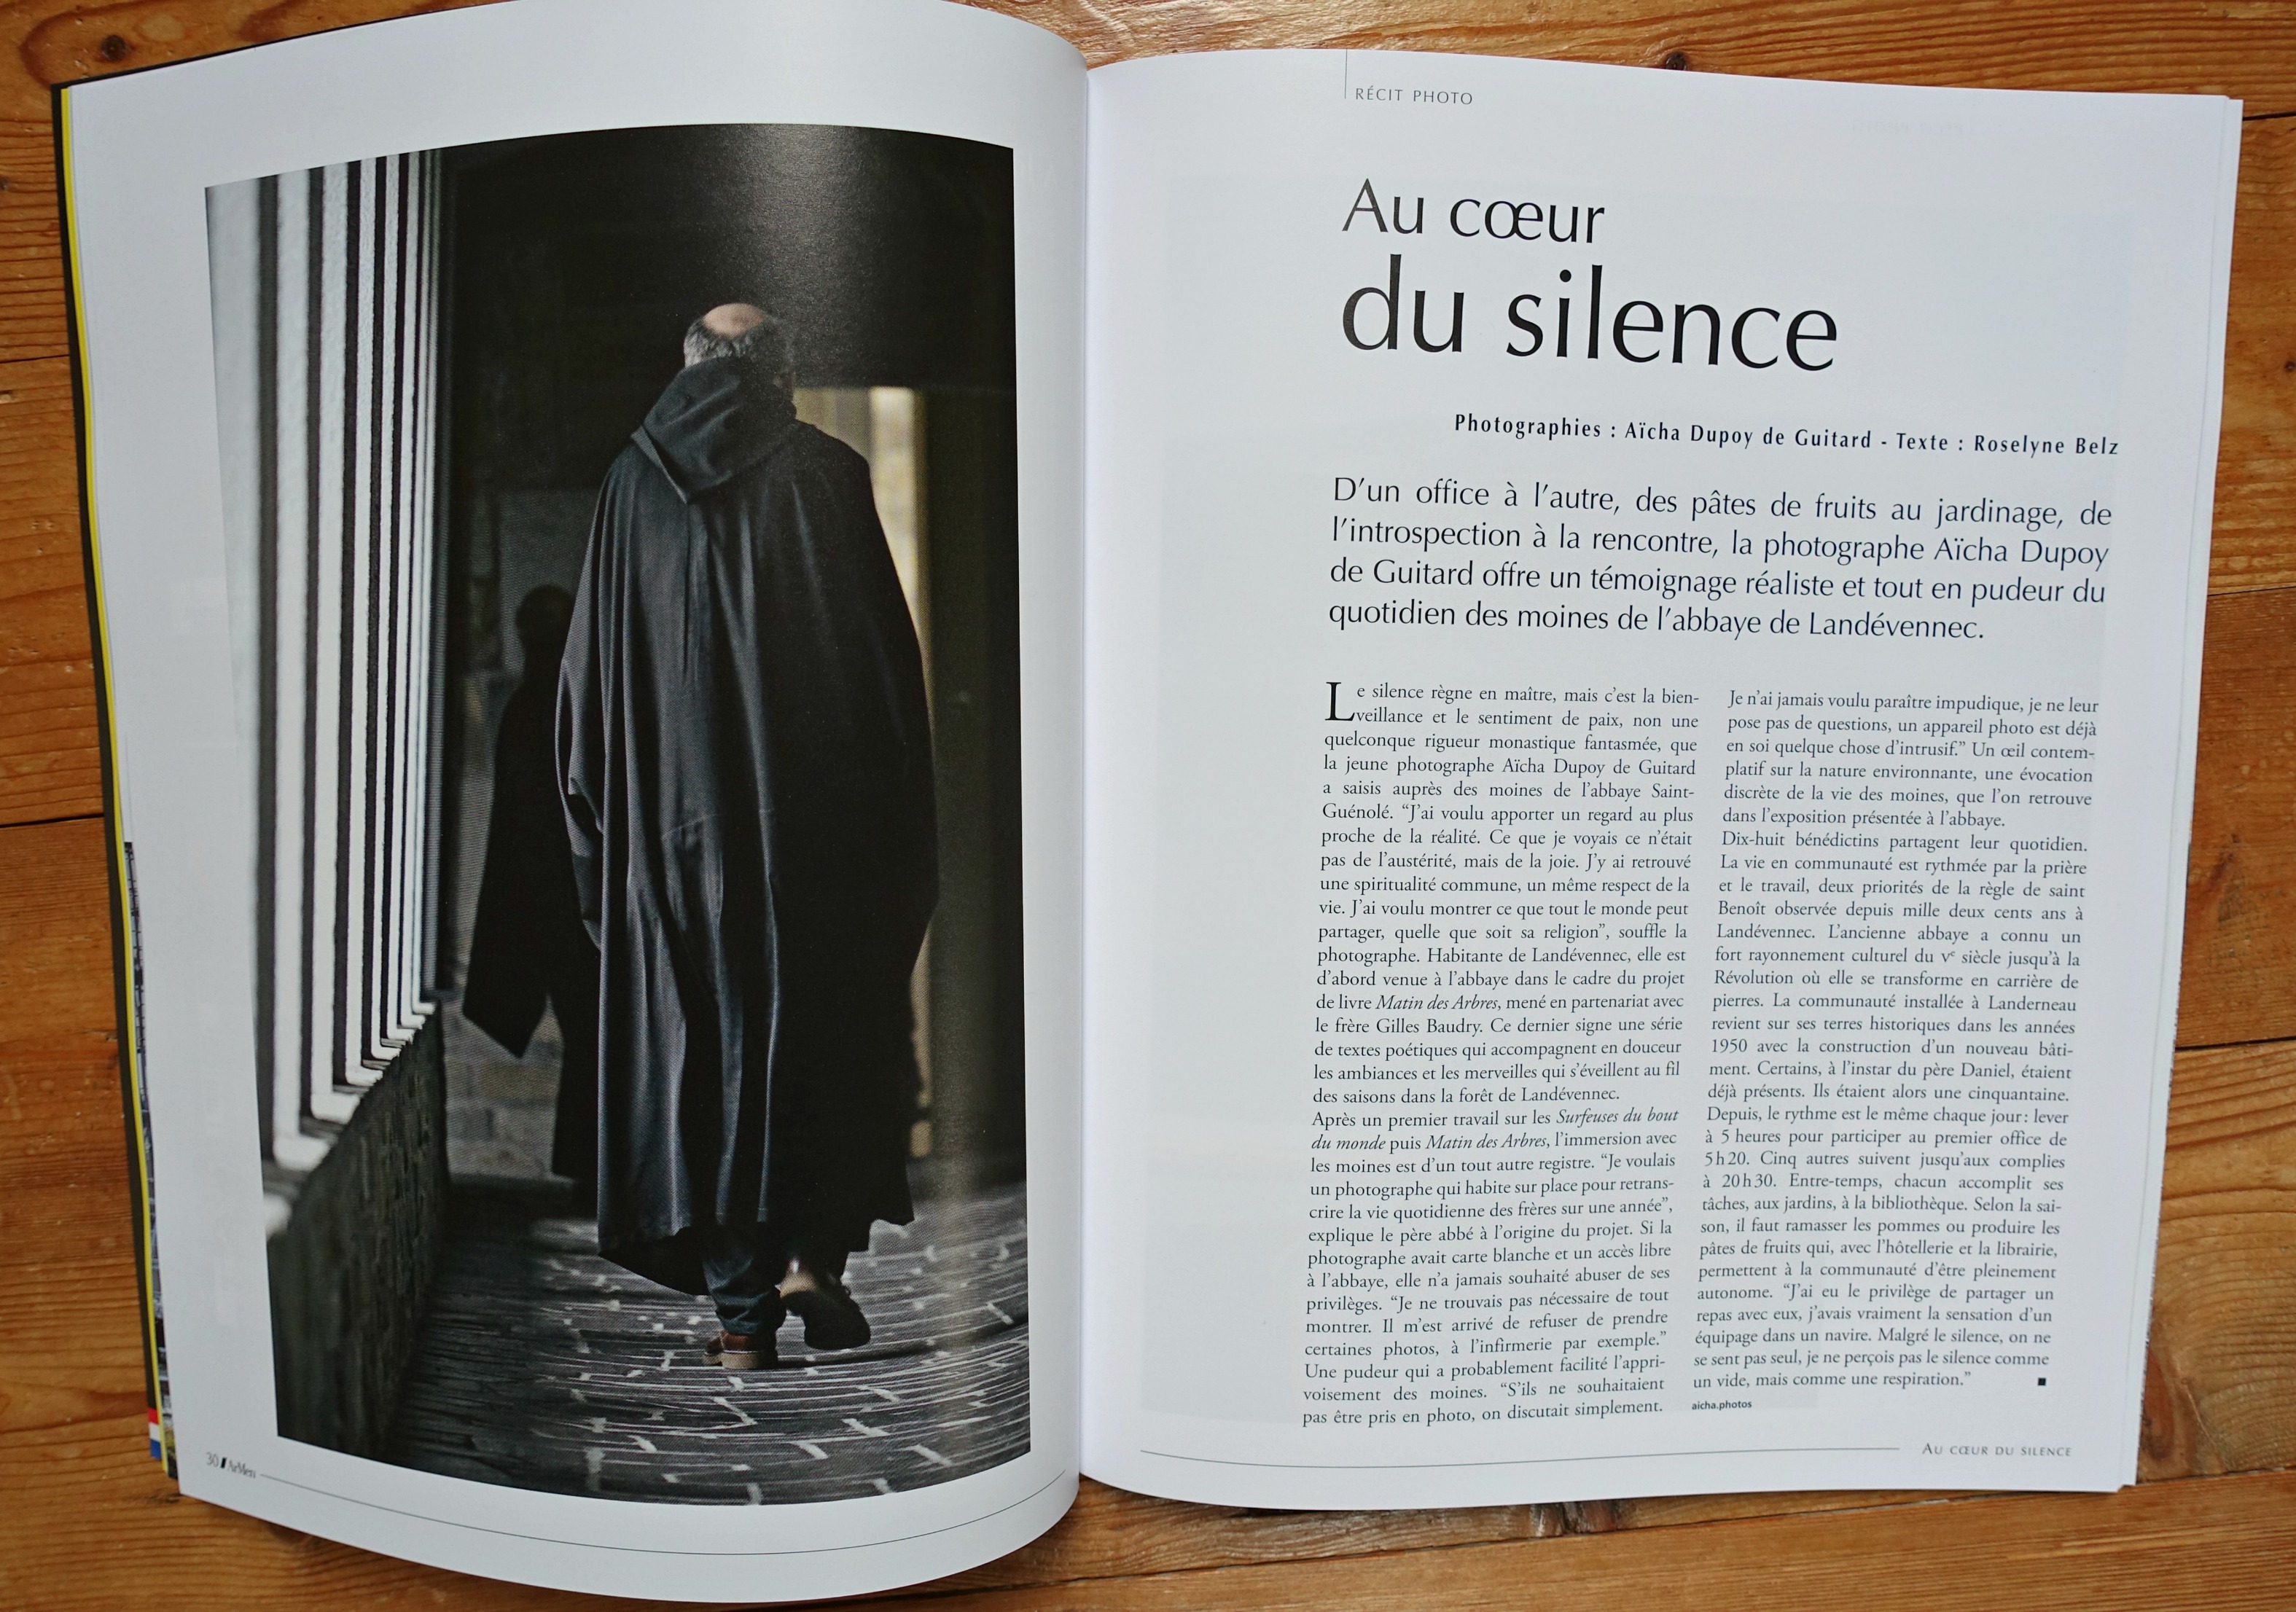 30 ArMen
RÉCIT PHOTO
Au cœur
du silence
Photographies : Aïcha Dupoy de Guitard - Texte : Roselyne Belz
D’un office à l’autre, des pâtes de fruits au jardinage, de
l’introspection à la rencontre, la photographe Aïcha Dupoy
de Guitard offre un témoignage réaliste et tout en pudeur du
quotidien des moines de l’abbaye de Landévennec.
Le silence règne en maître, mais c’est la bien-
veillance et le sentiment de paix, non une
quelconque rigueur monastique fantasmée, que
la jeune photographe Aïcha Dupoy de Guitard
a saisis auprès des moines de l’abbaye Saint-
Guénolé. “J’ai voulu apporter un regard au plus
proche de la réalité. Ce que je voyais ce n’était
pas de l’austérité, mais de la joie. J’y ai retrouvé
une spiritualité commune, un même respect de la
vie. J’ai voulu montrer ce que tout le monde peut
partager, quelle que soit sa religion”, souffle la
photographe. Habitante de Landévennec, elle est
d’abord venue à l’abbaye dans le cadre du projet
de livre Matin des Arbres, mené en partenariat avec
le frère Gilles Baudry. Ce dernier signe une série
de textes poétiques qui accompagnent en douceur
les ambiances et les merveilles qui s’éveillent au fil
des saisons dans la forêt de Landévennec.
Après un premier travail sur les Surfeuses du bout
du monde puis Matin des Arbres, l’immersion avec
les moines est d’un tout autre registre. “Je voulais
un photographe qui habite sur place pour retrans-
crire la vie quotidienne des frères sur une année”,
explique le père abbé à l’origine du projet. Si la
photographe avait carte blanche et un accès libre
à l’abbaye, elle n’a jamais souhaité abuser de ses
privilèges. “Je ne trouvais pas nécessaire de tout
montrer. Il m’est arrivé de refuser de prendre
certaines photos, à l’infirmerie par exemple.”
Une pudeur qui a probablement facilité l’appri-
voisement des moines. “S’ils ne souhaitaient
pas être pris en photo, on discutait simplement.
Je n’ai jamais voulu paraître impudique, je ne leur
pose pas de questions, un appareil photo est déjà
en soi quelque chose d’intrusif.” Un œil contem-
platif sur la nature environnante, une évocation
discrète de la vie des moines, que l’on retrouve
dans l’exposition présentée à l’abbaye.
Dix-huit bénédictins partagent leur quotidien.
La vie en communauté est rythmée par la prière
et le travail, deux priorités de la règle de saint
Benoît observée depuis mille deux cents ans à
Landévennec. L’ancienne abbaye a connu un
fort rayonnement culturel du Ve siècle jusqu’à la
Révolution où elle se transforme en carrière de
pierres. La communauté installée à Landerneau
revient sur ses terres historiques dans les années
1950 avec la construction d’un nouveau bâti-
ment. Certains, à l’instar du père Daniel, étaient
déjà présents. Ils étaient alors une cinquantaine.
Depuis, le rythme est le même chaque jour : lever
à 5 heures pour participer au premier office de
5 h 20. Cinq autres suivent jusqu’aux complies
à 20 h 30. Entre-temps, chacun accomplit ses
tâches, aux jardins, à la bibliothèque. Selon la sai-
son, il faut ramasser les pommes ou produire les
pâtes de fruits qui, avec l’hôtellerie et la librairie,
permettent à la communauté d’être pleinement
autonome. “J’ai eu le privilège de partager un
repas avec eux, j’avais vraiment la sensation d’un
équipage dans un navire. Malgré le silence, on ne
se sent pas seul, je ne perçois pas le silence comme
un vide, mais comme une respiration.” ■
aicha.photos
AU CŒUR DU SILENCE